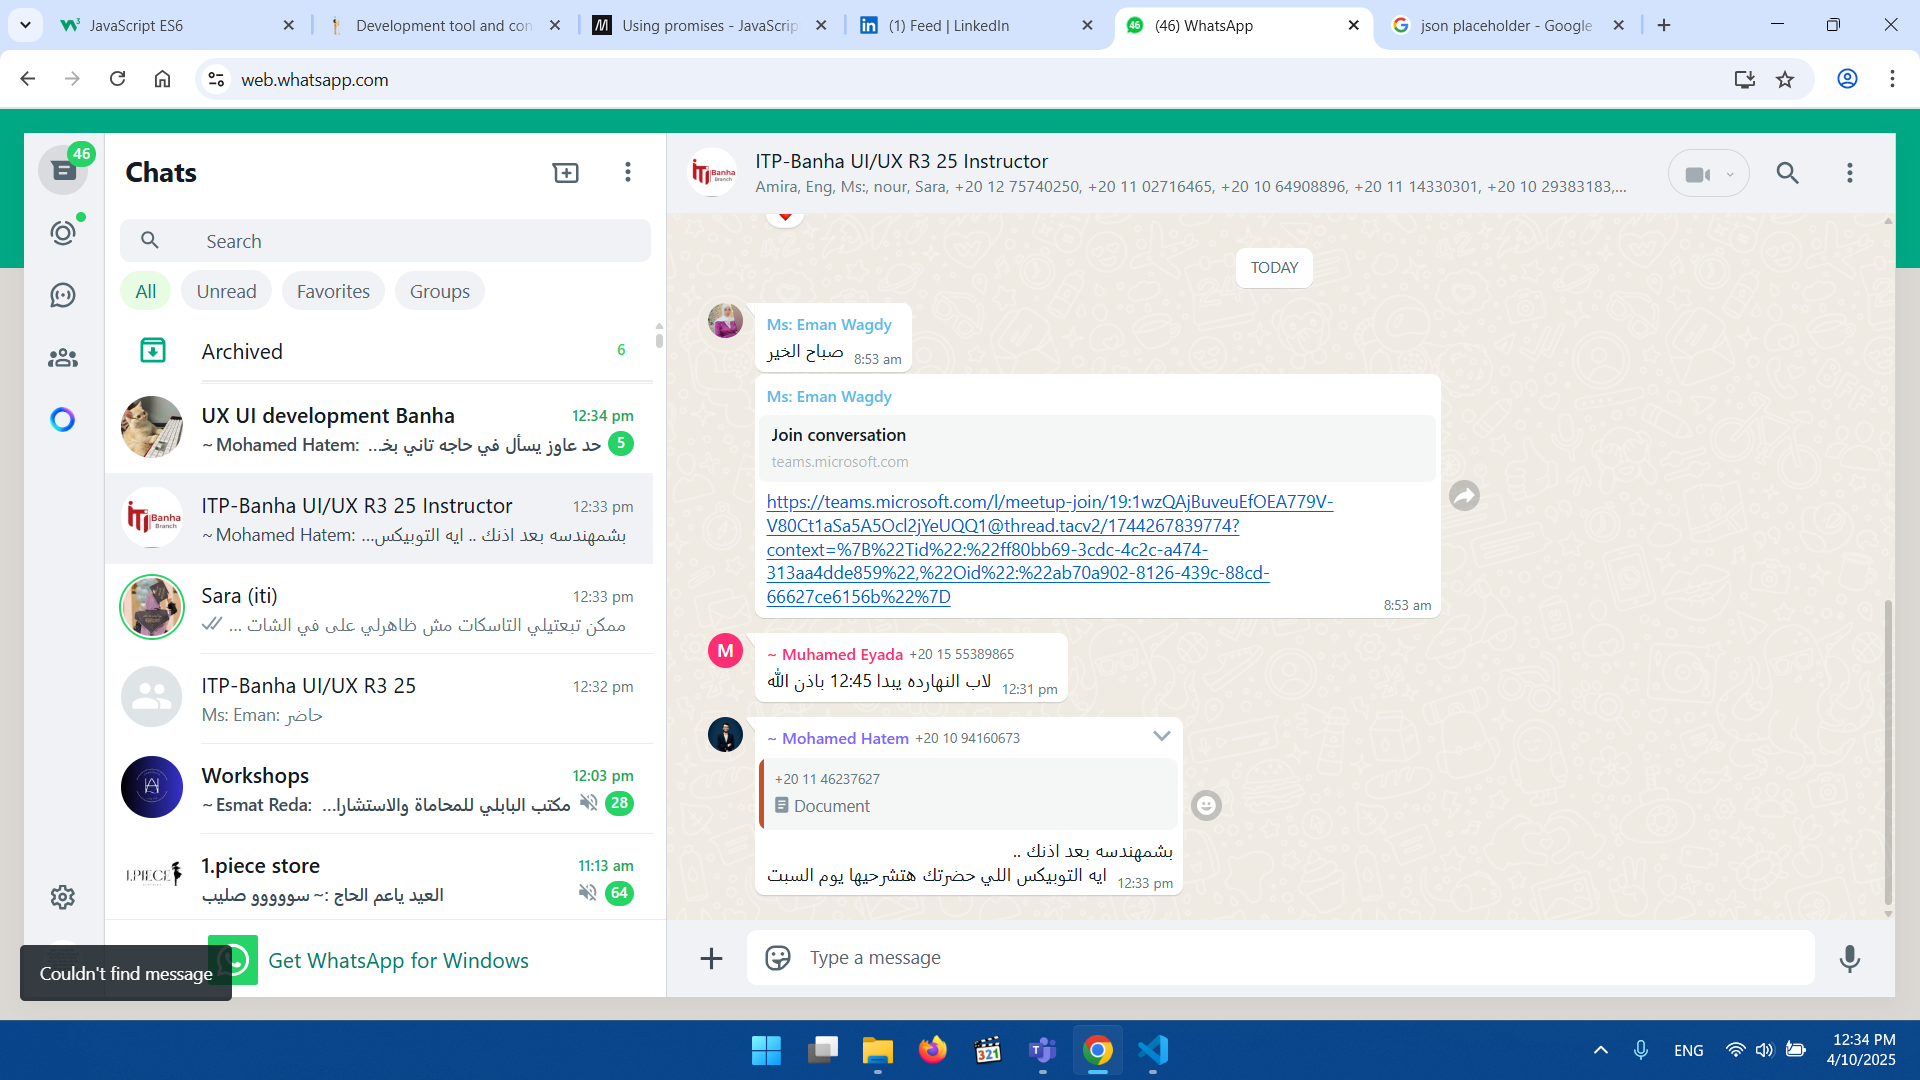 JavaScript ES6
Development tool and con
Using promises - JavaScrip
(1) Feed | LinkedIn
(46) WhatsApp
json placeholder - Google
web.whatsapp.com
46
Chats
Search
All
Unread
Favorites
Groups
Archived
6
UX UI development Banha
12:34 pm
~ Mohamed Hatem: حد عاوز يسأل في حاجه تاني بخ...
5
ITP-Banha UI/UX R3 25 Instructor
12:33 pm
~ Mohamed Hatem: بشمهندسه بعد اذنك .. ايه التوبيكس...
Sara (iti)
12:33 pm
ممكن تبعتيلي التاسكات مش ظاهرلي على في الشات ...
ITP-Banha UI/UX R3 25
12:32 pm
Ms: Eman: حاضر
Workshops
12:03 pm
~ Esmat Reda: مكتب البابلي للمحاماة والاستشارا...
28
1.piece store
11:13 am
العيد ياعم الحاج :~ سوووووو صليب
64
Get WhatsApp for Windows
Couldn't find message
ITP-Banha UI/UX R3 25 Instructor
Amira, Eng, Ms:, nour, Sara, +20 12 75740250, +20 11 02716465, +20 10 64908896, +20 11 14330301, +20 10 29383183,...
TODAY
Ms: Eman Wagdy
صباح الخير
8:53 am
Ms: Eman Wagdy
Join conversation
teams.microsoft.com
https://teams.microsoft.com/l/meetup-join/19:1wzQAjBuveuEfOEA779V-
V80Ct1aSa5A5Ocl2jYeUQQ1@thread.tacv2/1744267839774?
context=%7B%22Tid%22:%22ff80bb69-3cdc-4c2c-a474-
313aa4dde859%22,%22Oid%22:%22ab70a902-8126-439c-88cd-
66627ce6156b%22%7D
8:53 am
M
~ Muhamed Eyada +20 15 55389865
لاب النهارده يبدا 12:45 باذن الله
12:31 pm
~ Mohamed Hatem +20 10 94160673
+20 11 46237627
Document
بشمهندسه بعد اذنك ..
ايه التوبيكس اللي حضرتك هتشرحيها يوم السبت
12:33 pm
Type a message
ENG
12:34 PM
4/10/2025